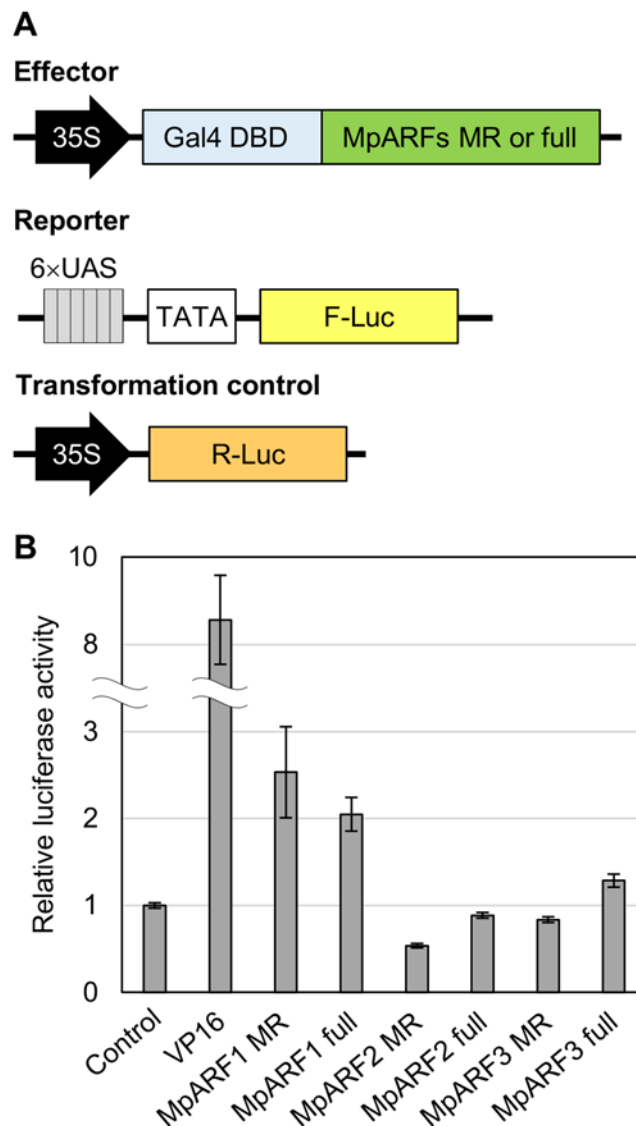 A
Effector
35S Gal4 DBD MpARFs MR or full
Reporter
6×UAS
TATA F-Luc
Transformation control
35S R-Luc
B
Relative luciferase activity
10
8
3
2
1
0
Control
VP16
MpARF1 MR
MpARF1 full
MpARF2 MR
MpARF2 full
MpARF3 MR
MpARF3 full